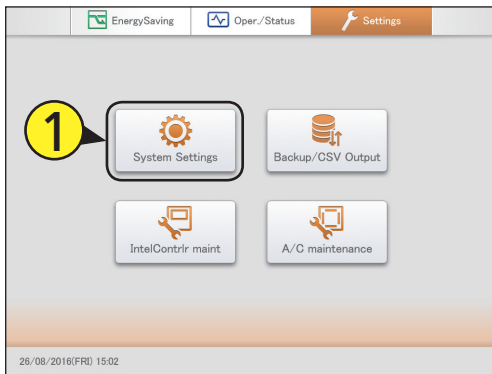 EnergySaving
Oper./Status
Settings
1
System Settings
Backup/CSV Output
IntelContrlr maint
A/C maintenance
26/08/2016(FRI) 15:02